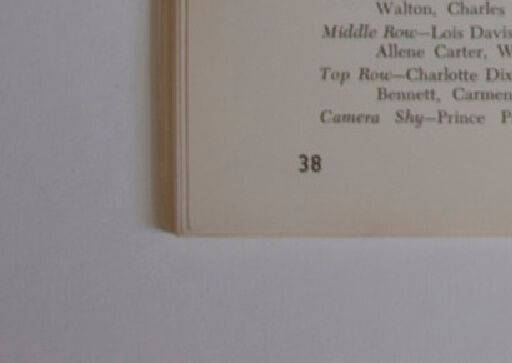 Walton, Charles
Middle Row—Lois Davis
Allene Carter, W
Top Row—Charlotte Dix
Bennett, Carmen
Camera Shy—Prince P
38